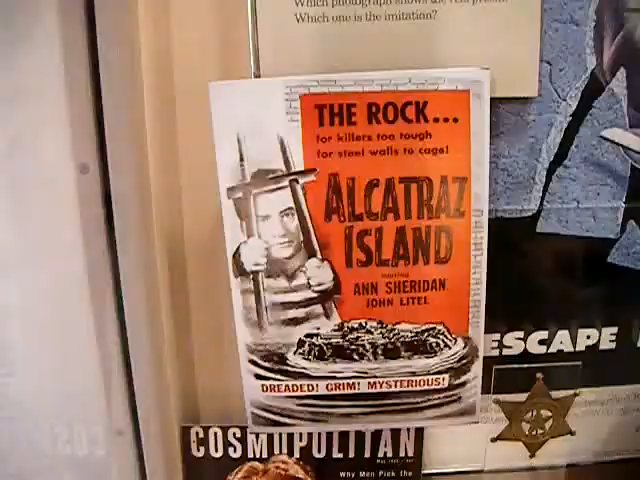 Which photograph shows the real
Which one is the imitation?
THE ROCK...
for killers too tough
for steel walls to cage!
ALCATRAZ
ISLAND
starring
ANN SHERIDAN
JOHN LITEL
DREADED! GRIM! MYSTERIOUS!
ESCAPE
COSMOPOLITAN
Why Men Pick the